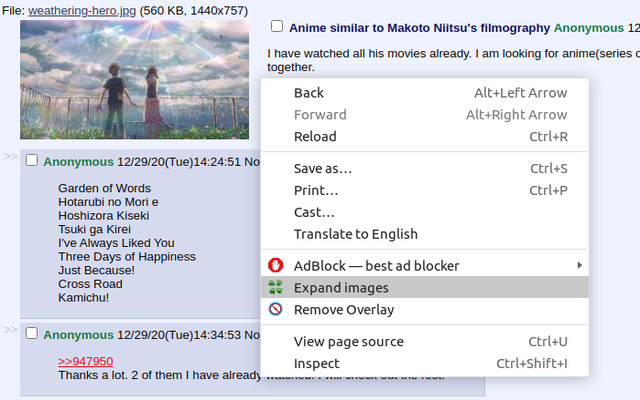 File: weathering-hero.jpg (560 KB, 1440x757)
Anime similar to Makoto Niitsu's filmography Anonymous 12
I have watched all his movies already. I am looking for anime(series o
together.
>> Anonymous 12/29/20(Tue)14:24:51 No
Garden of Words
Hotarubi no Mori e
Hoshizora Kiseki
Tsuki ga Kirei
I've Always Liked You
Three Days of Happiness
Just Because!
Cross Road
Kamichu!
>> Anonymous 12/29/20(Tue)14:34:53 No
>>947950
Thanks a lot. 2 of them I have already
Back Alt+Left Arrow
Forward Alt+Right Arrow
Reload Ctrl+R
Save as… Ctrl+S
Print… Ctrl+P
Cast…
Translate to English
AdBlock — best ad blocker
Expand images
Remove Overlay
View page source Ctrl+U
Inspect Ctrl+Shift+I